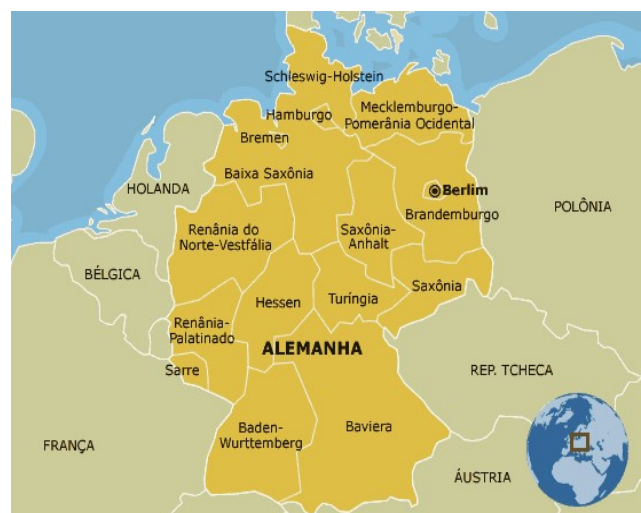 Schleswig-Holstein
Mecklemburgo-
Pomerânia Ocidental
Hamburgo
Bremen
Baixa Saxônia
HOLANDA
Berlim
Brandemburgo
POLÔNIA
Renânia do
Norte-Vestfália
Saxônia-
Anhalt
BÉLGICA
Saxônia
Hessen
Turíngia
Renânia-
Palatinado
ALEMANHA
Sarre
REP. TCHECA
Baden-
Wurttemberg
Baviera
FRANÇA
ÁUSTRIA